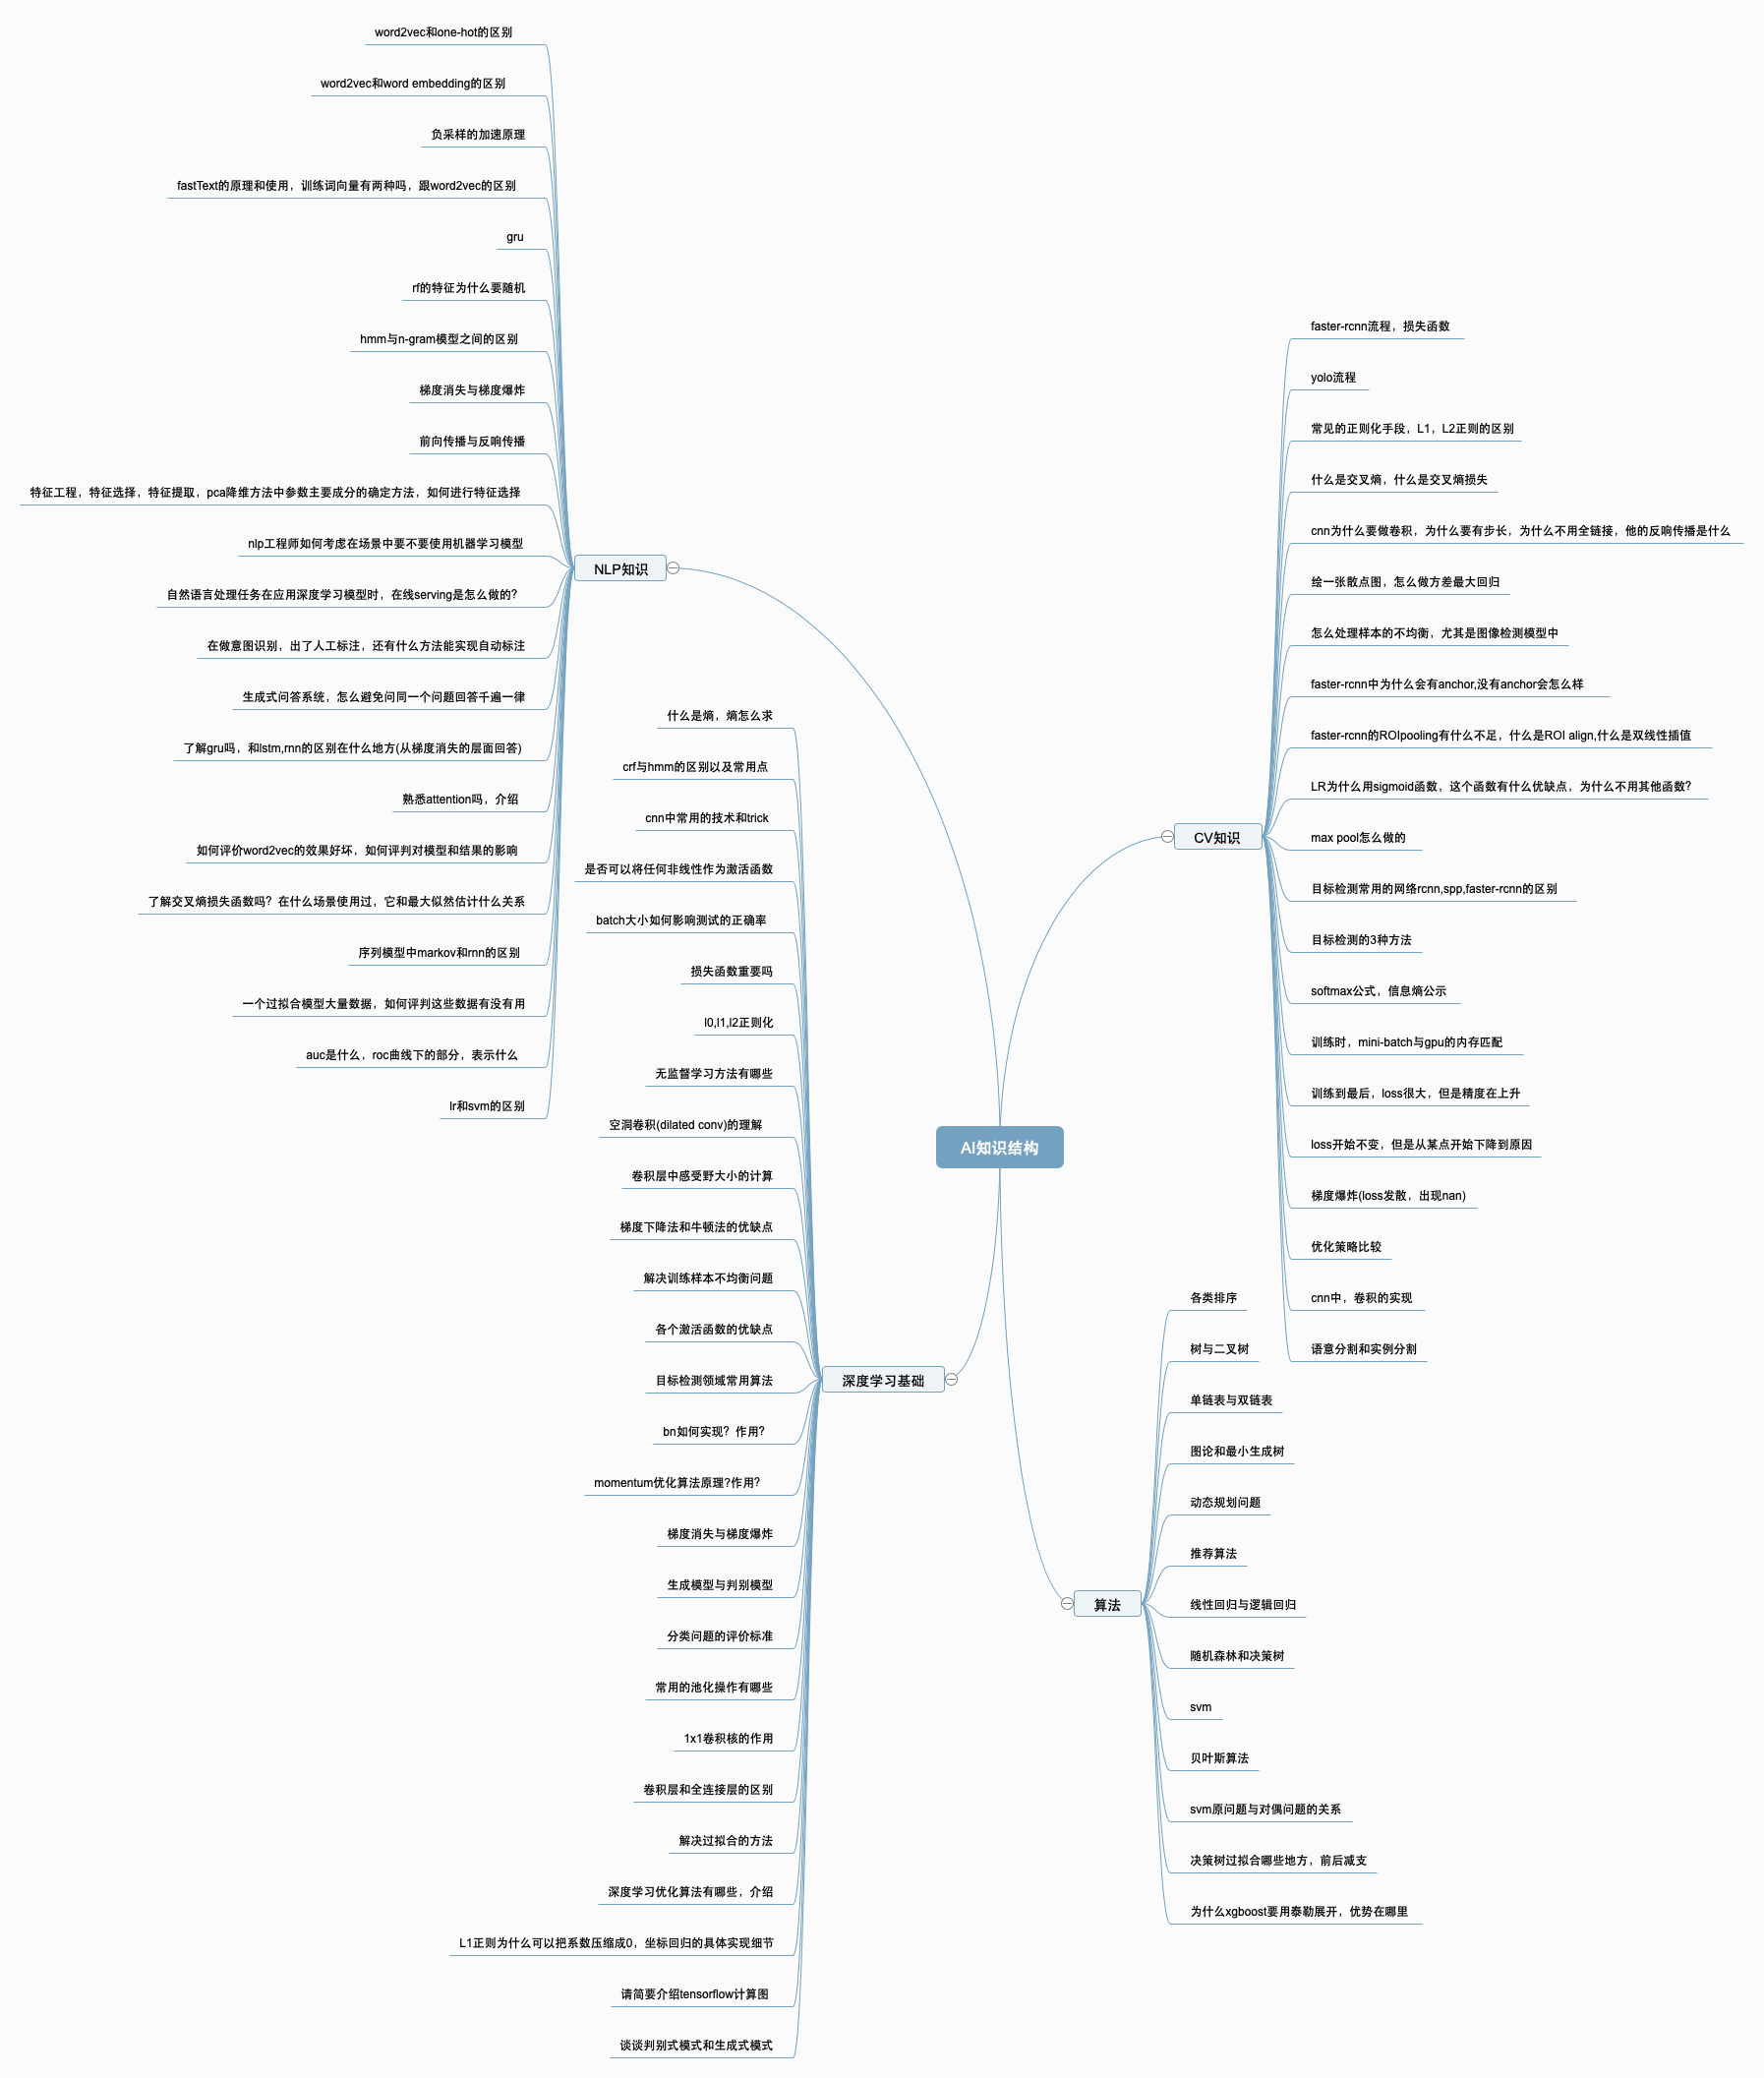 AI知识结构
NLP知识
word2vec和one-hot的区别
word2vec和word embedding的区别
负采样的加速原理
fastText的原理和使用，训练词向量有两种吗，跟word2vec的区别
gru
rf的特征为什么要随机
hmm与n-gram模型之间的区别
梯度消失与梯度爆炸
前向传播与反响传播
特征工程，特征选择，特征提取，pca降维方法中参数主要成分的确定方法，如何进行特征选择
nlp工程师如何考虑在场景中要不要使用机器学习模型
自然语言处理任务在应用深度学习模型时，在线serving是怎么做的？
在做意图识别，出了人工标注，还有什么方法能实现自动标注
生成式问答系统，怎么避免问同一个问题回答千遍一律
了解gru吗，和lstm,rnn的区别在什么地方(从梯度消失的层面回答)
熟悉attention吗，介绍
如何评价word2vec的效果好坏，如何评判对模型和结果的影响
了解交叉熵损失函数吗？在什么场景使用过，它和最大似然估计什么关系
序列模型中markov和rnn的区别
一个过拟合模型大量数据，如何评判这些数据有没有用
auc是什么，roc曲线下的部分，表示什么
lr和svm的区别
深度学习基础
什么是熵，熵怎么求
crf与hmm的区别以及常用点
cnn中常用的技术和trick
是否可以将任何非线性作为激活函数
batch大小如何影响测试的正确率
损失函数重要吗
l0,l1,l2正则化
无监督学习方法有哪些
空洞卷积(dilated conv)的理解
卷积层中感受野大小的计算
梯度下降法和牛顿法的优缺点
解决训练样本不均衡问题
各个激活函数的优缺点
目标检测领域常用算法
bn如何实现？作用？
momentum优化算法原理?作用？
梯度消失与梯度爆炸
生成模型与判别模型
分类问题的评价标准
常用的池化操作有哪些
1x1卷积核的作用
卷积层和全连接层的区别
解决过拟合的方法
深度学习优化算法有哪些，介绍
L1正则为什么可以把系数压缩成0，坐标回归的具体实现细节
请简要介绍tensorflow计算图
谈谈判别式模式和生成式模式
CV知识
faster-rcnn流程，损失函数
yolo流程
常见的正则化手段，L1，L2正则的区别
什么是交叉熵，什么是交叉熵损失
cnn为什么要做卷积，为什么要有步长，为什么不用全链接，他的反响传播是什么
绘一张散点图，怎么做方差最大回归
怎么处理样本的不均衡，尤其是图像检测模型中
faster-rcnn中为什么会有anchor,没有anchor会怎么样
faster-rcnn的ROIpooling有什么不足，什么是ROI align,什么是双线性插值
LR为什么用sigmoid函数，这个函数有什么优缺点，为什么不用其他函数？
max pool怎么做的
目标检测常用的网络rcnn,spp,faster-rcnn的区别
目标检测的3种方法
softmax公式，信息熵公示
训练时，mini-batch与gpu的内存匹配
训练到最后，loss很大，但是精度在上升
loss开始不变，但是从某点开始下降到原因
梯度爆炸(loss发散，出现nan)
优化策略比较
cnn中，卷积的实现
语意分割和实例分割
算法
各类排序
树与二叉树
单链表与双链表
图论和最小生成树
动态规划问题
推荐算法
线性回归与逻辑回归
随机森林和决策树
svm
贝叶斯算法
svm原问题与对偶问题的关系
决策树过拟合哪些地方，前后减支
为什么xgboost要用泰勒展开，优势在哪里